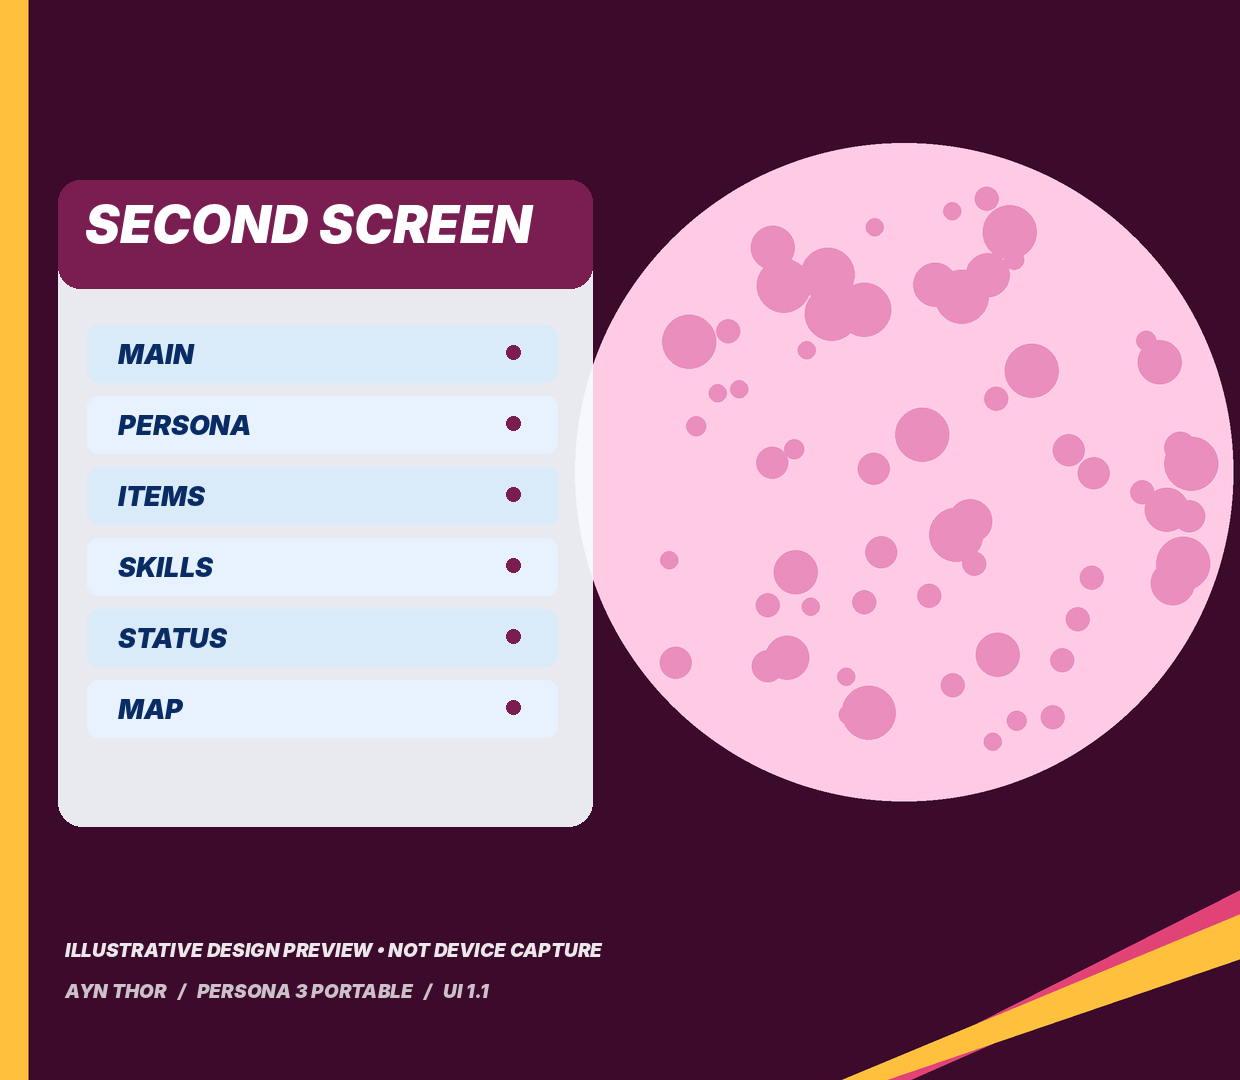 SECOND SCREEN
MAIN
PERSONA
ITEMS
SKILLS
STATUS
MAP
ILLUSTRATIVE DESIGN PREVIEW • NOT DEVICE CAPTURE
AYN THOR / PERSONA 3 PORTABLE / UI 1.1